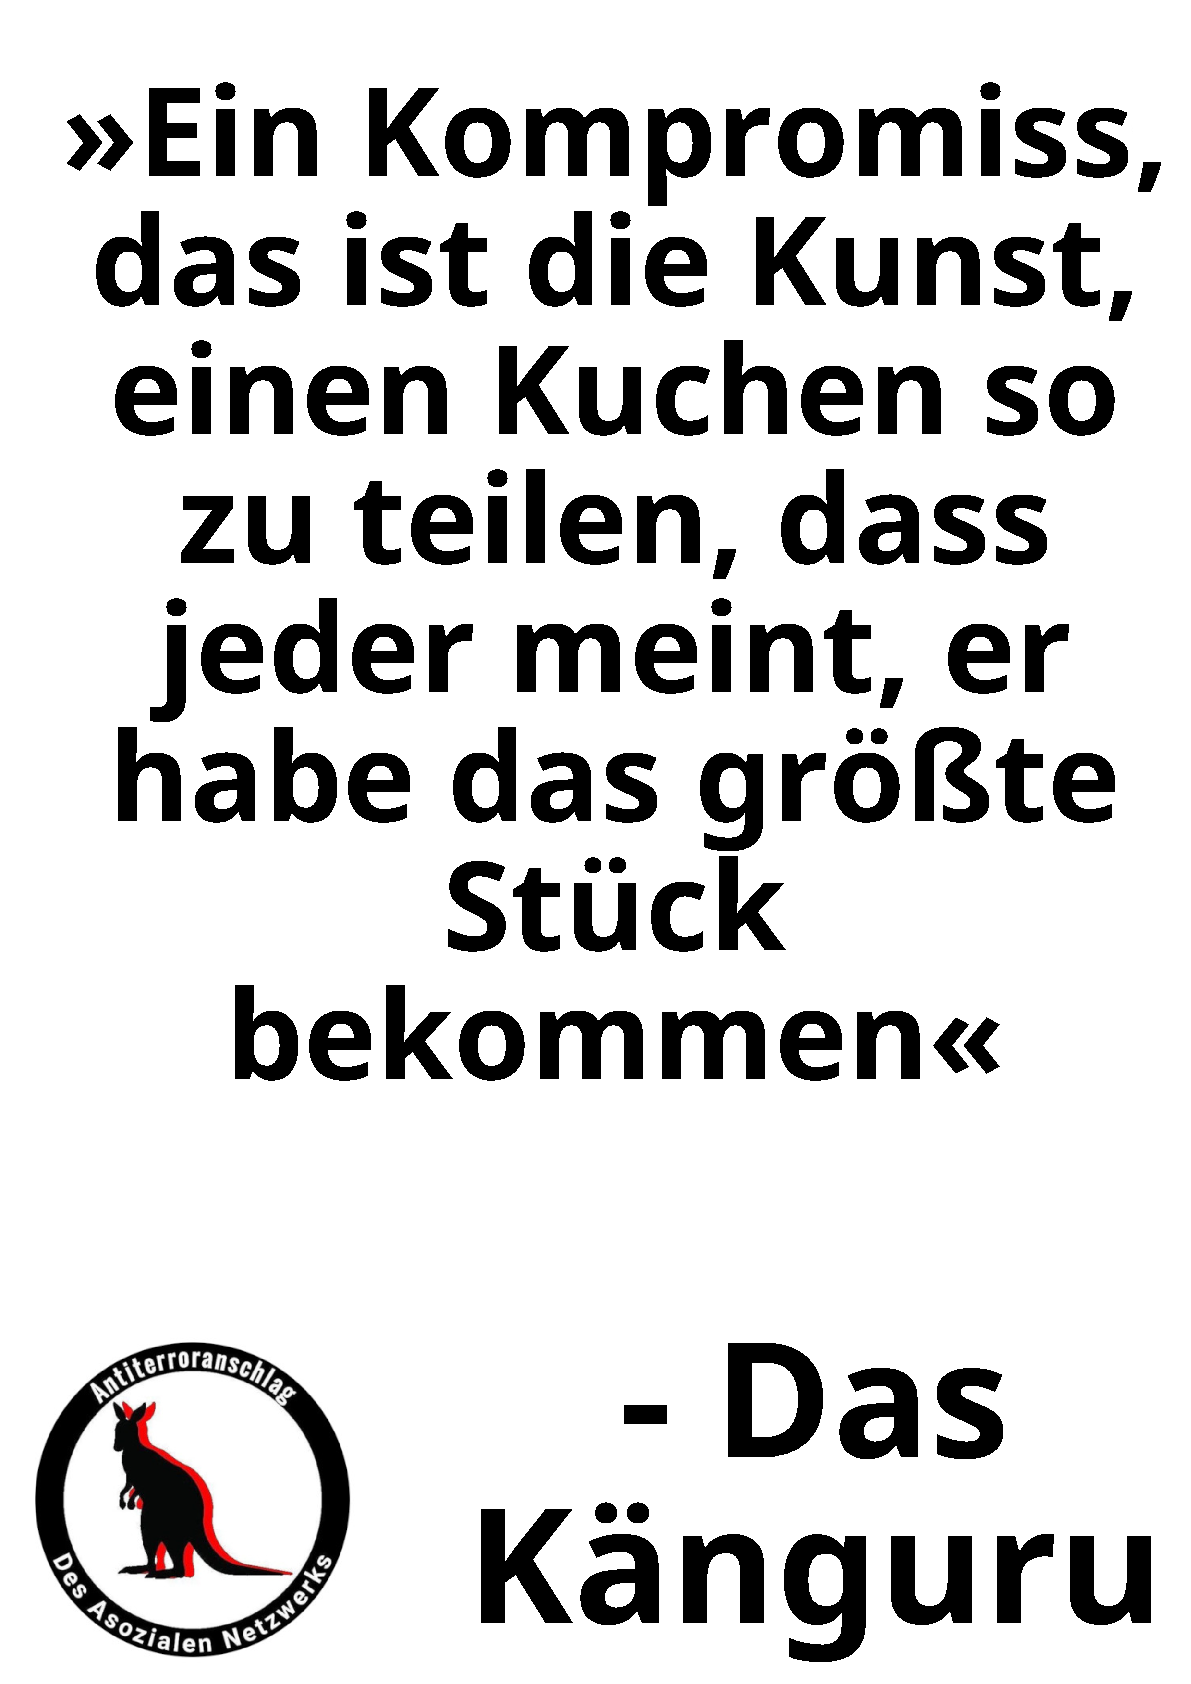 »Ein Kompromiss,
das ist die Kunst,
einen Kuchen so
zu teilen, dass
jeder meint, er
habe das größte
Stück
bekommen«
- Das
Känguru
Antiterroranschlag
Des Asozialen Netzwerks